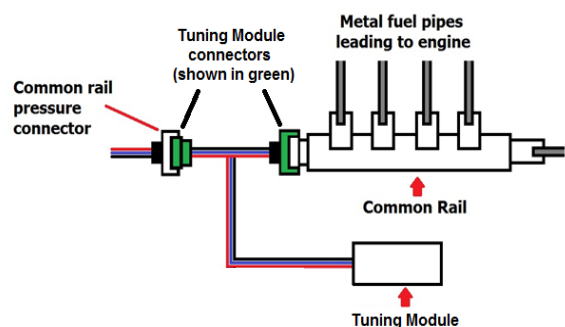 Metal fuel pipes
leading to engine
Tuning Module
connectors
(shown in green)
Common rail
pressure
connector
Common Rail
Tuning Module